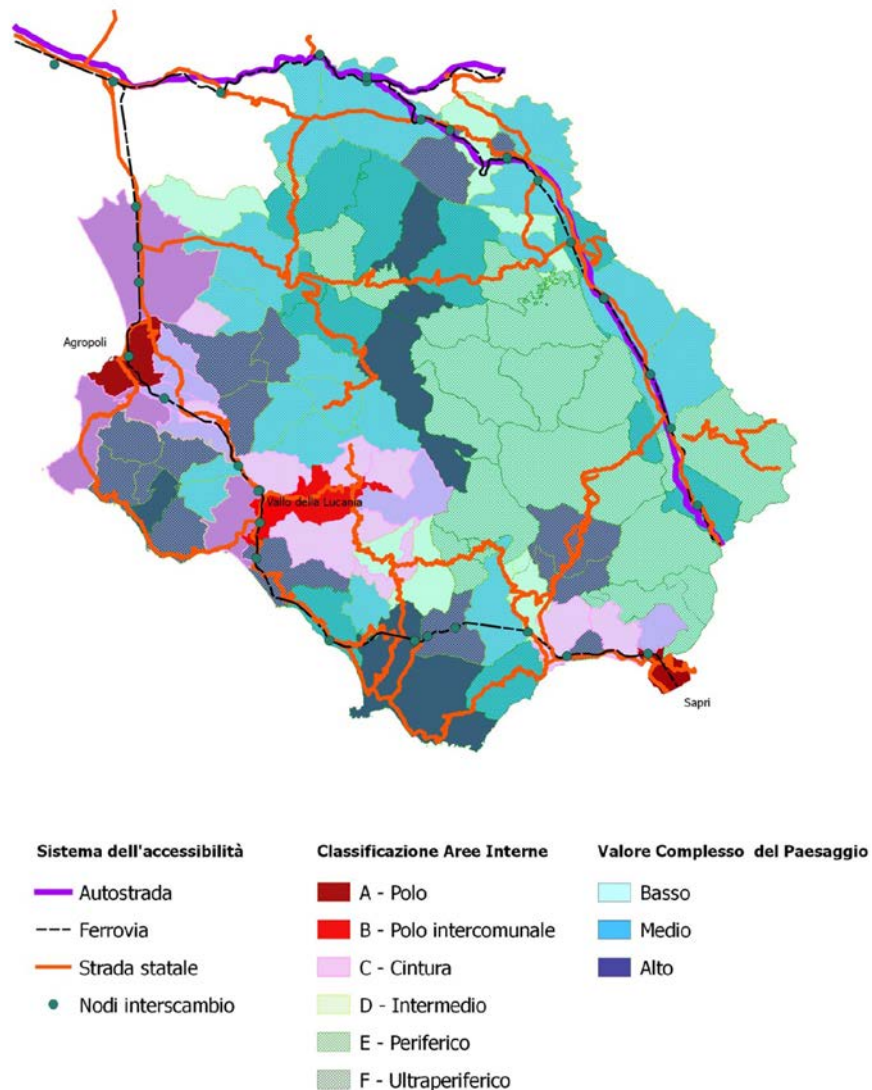 Agropoli
Vallo della Lucania
Sapri
Sistema dell'accessibilità
Autostrada
Ferrovia
Strada statale
Nodi interscambio
Classificazione Aree Interne
A - Polo
B - Polo intercomunale
C - Cintura
D - Intermedio
E - Periferico
F - Ultraperiferico
Valore Complesso del Paesaggio
Basso
Medio
Alto